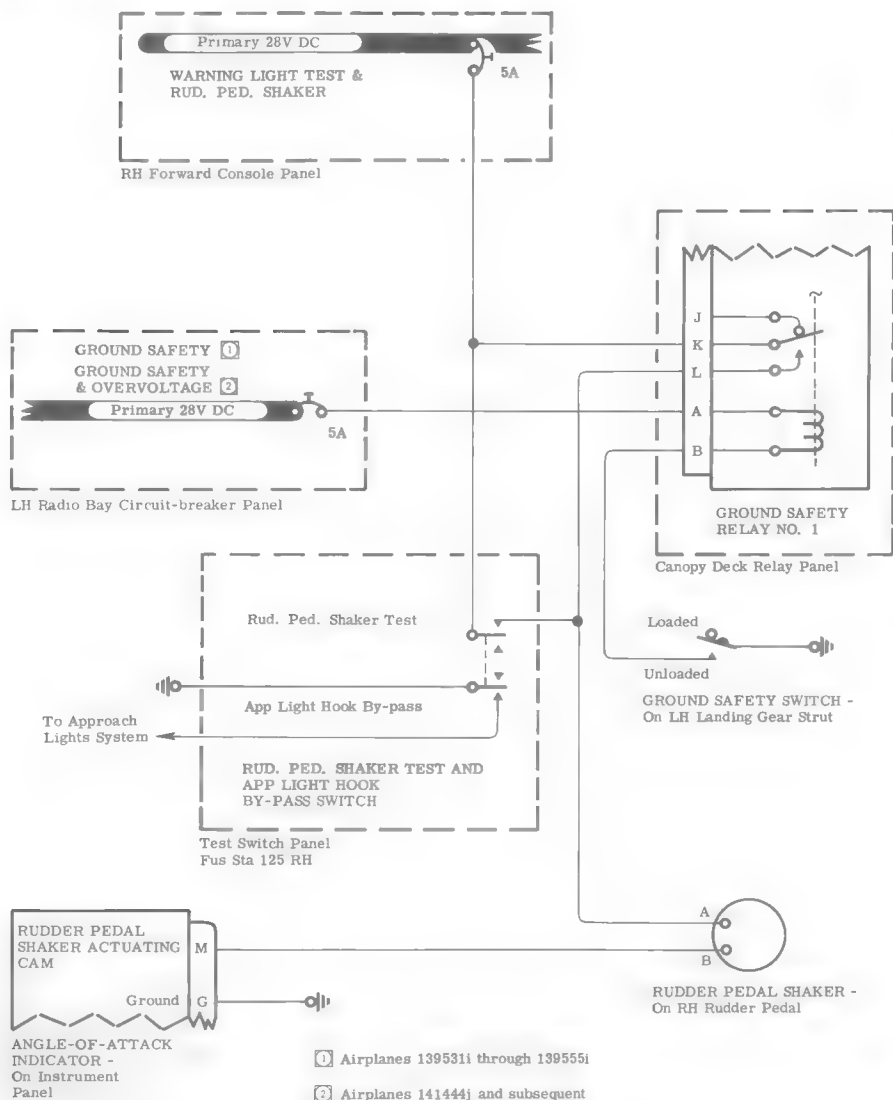 Primary 28V DC
WARNING LIGHT TEST &
RUD. PED. SHAKER
5A
RH Forward Console Panel
GROUND SAFETY 1
GROUND SAFETY
& OVERVOLTAGE 2
Primary 28V DC
5A
LH Radio Bay Circuit-breaker Panel
J
K
L
A
B
~
GROUND SAFETY
RELAY NO. 1
Canopy Deck Relay Panel
Rud. Ped. Shaker Test
App Light Hook By-pass
To Approach
Lights System
RUD. PED. SHAKER TEST AND
APP LIGHT HOOK
BY-PASS SWITCH
Test Switch Panel
Fus Sta 125 RH
Loaded
Unloaded
GROUND SAFETY SWITCH -
On LH Landing Gear Strut
RUDDER PEDAL
SHAKER ACTUATING
CAM
M
Ground
G
ANGLE-OF-ATTACK
INDICATOR -
On Instrument
Panel
A
B
RUDDER PEDAL SHAKER -
On RH Rudder Pedal
1 Airplanes 139531i through 139555i
2 Airplanes 141444j and subsequent